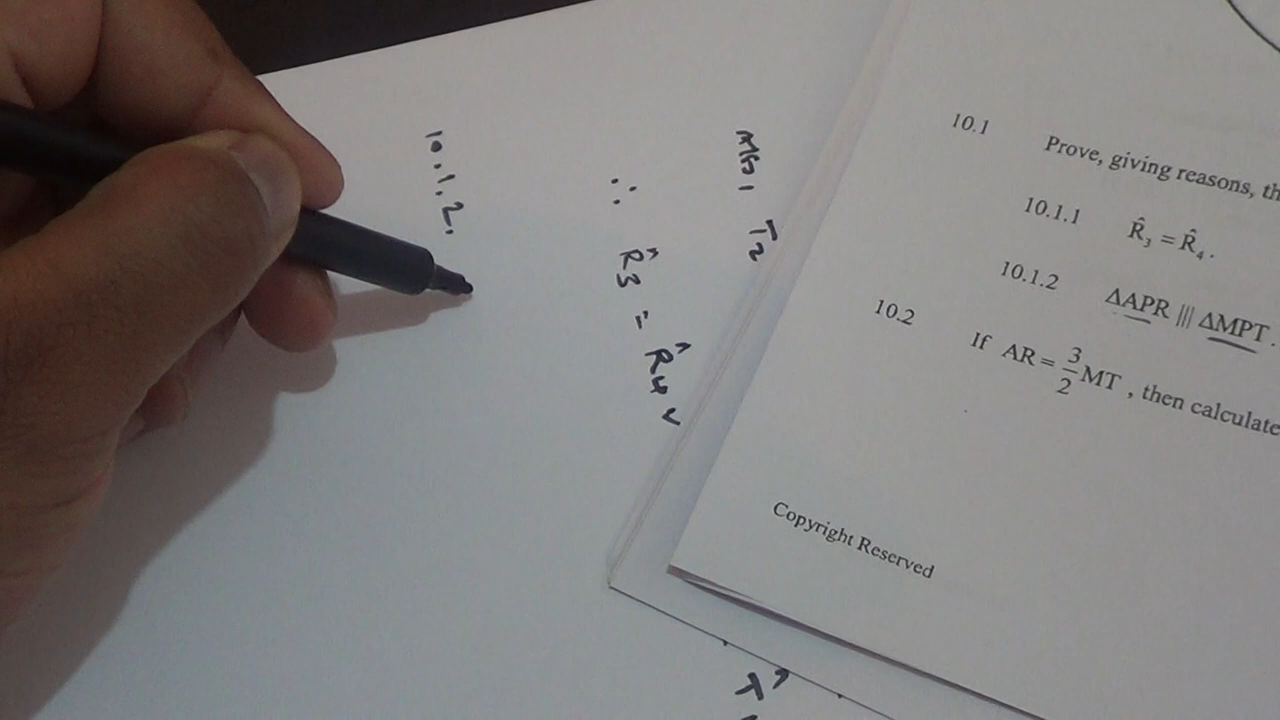 10.1 Prove, giving reasons, th
10.1.1 R̂₃ = R̂₄.
10.1.2 ΔAPR ||| ΔMPT.
10.2 If AR = 3/2 MT , then calculate
Copyright Reserved
T₂
∴ R̂3 = R̂4
10.1.2.
T̂